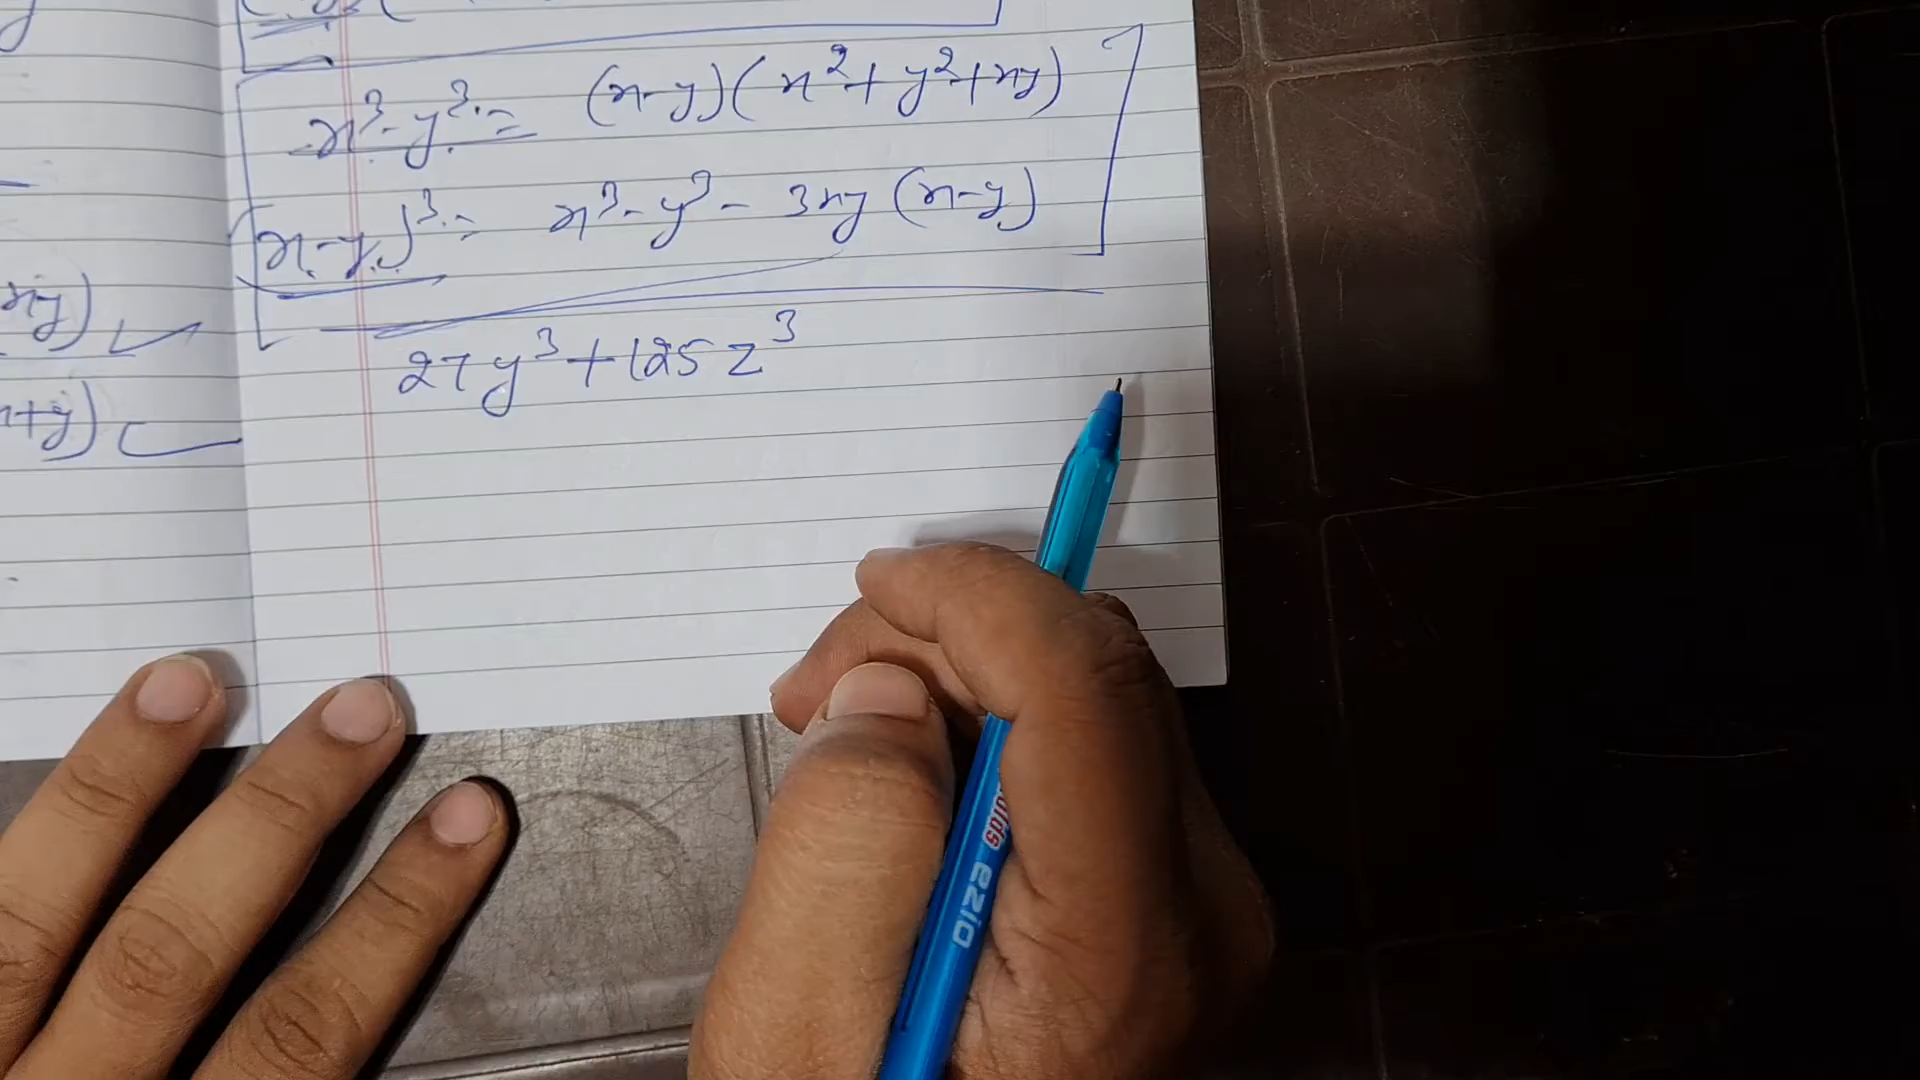 x³-y³ = (x-y)(x²+y²+xy)
(x-y)³ = x³-y³ - 3xy (x-y)
xy)
x+y)
27y³+125z³
ezio